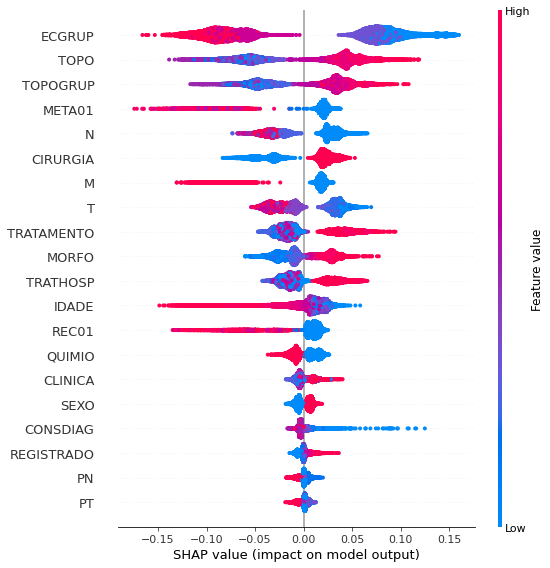 High
ECGRUP
TOPO
TOPOGRUP
META01
N
CIRURGIA
M
T
TRATAMENTO
MORFO
TRATHOSP
IDADE
REC01
QUIMIO
CLINICA
SEXO
CONSDIAG
REGISTRADO
PN
PT
Feature value
Low
−0.15 −0.10 −0.05 0.00 0.05 0.10 0.15
SHAP value (impact on model output)